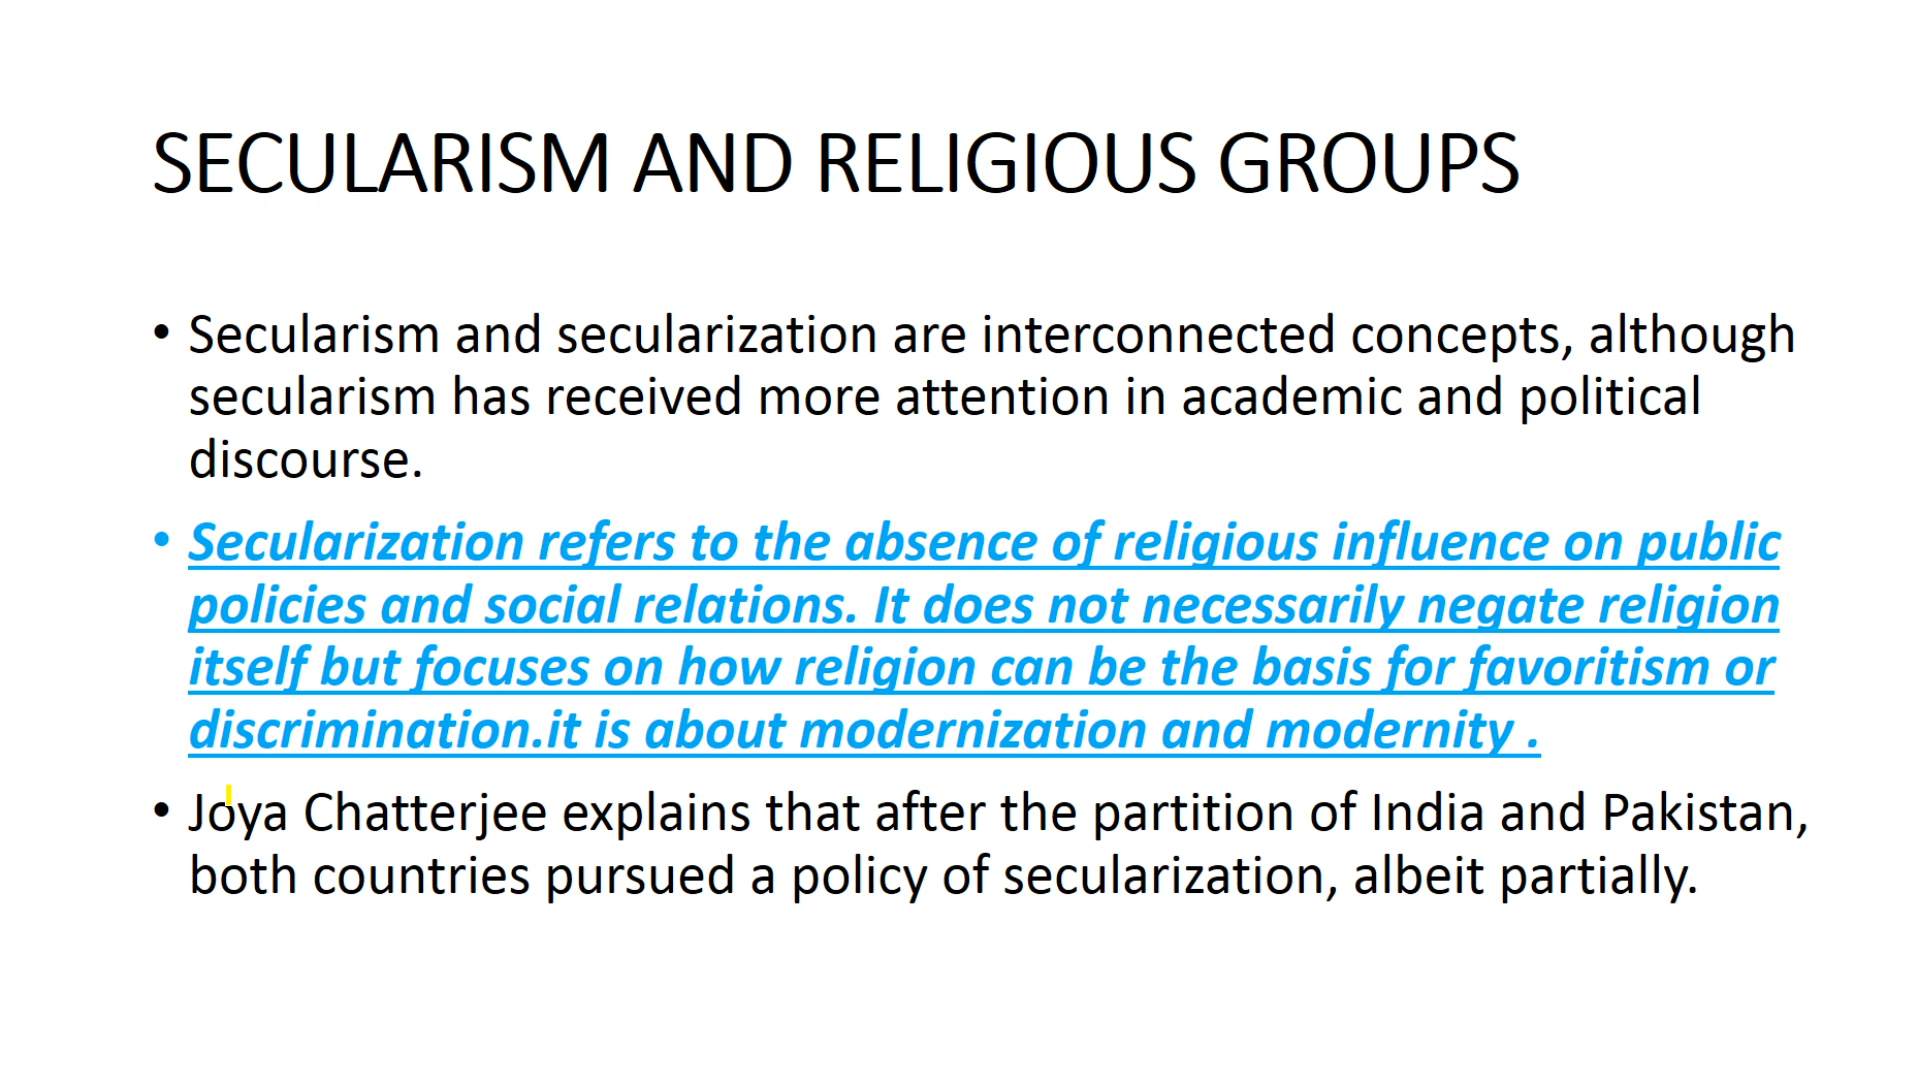 SECULARISM AND RELIGIOUS GROUPS
• Secularism and secularization are interconnected concepts, although
secularism has received more attention in academic and political
discourse.
• Secularization refers to the absence of religious influence on public
policies and social relations. It does not necessarily negate religion
itself but focuses on how religion can be the basis for favoritism or
discrimination.it is about modernization and modernity .
• Joya Chatterjee explains that after the partition of India and Pakistan,
both countries pursued a policy of secularization, albeit partially.